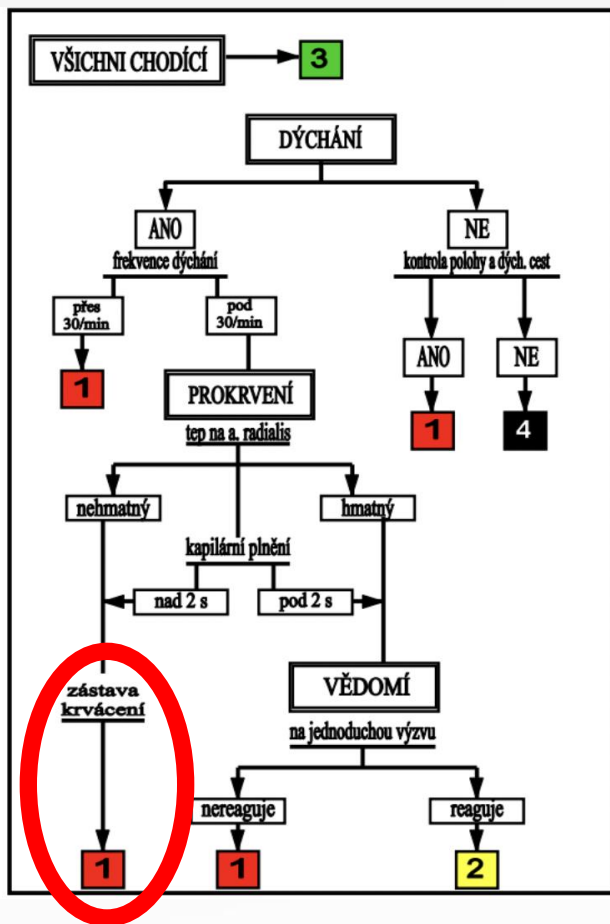 VŠICHNI CHODÍCÍ
3
DÝCHÁNÍ
ANO
NE
frekvence dýchání
kontrola polohy a dých. cest
přes
30/min
pod
30/min
ANO
NE
1
PROKRVENÍ
1
4
tep na a. radialis
nehmatný
hmatný
kapilární plnění
nad 2 s
pod 2 s
zástava
krvácení
VĚDOMÍ
na jednoduchou výzvu
nereaguje
reaguje
1
1
2